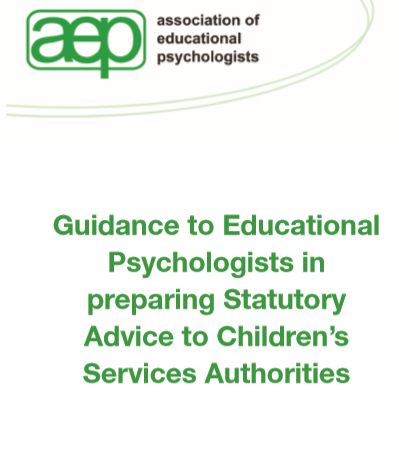 aep
association of
educational
psychologists
Guidance to Educational
Psychologists in
preparing Statutory
Advice to Children’s
Services Authorities